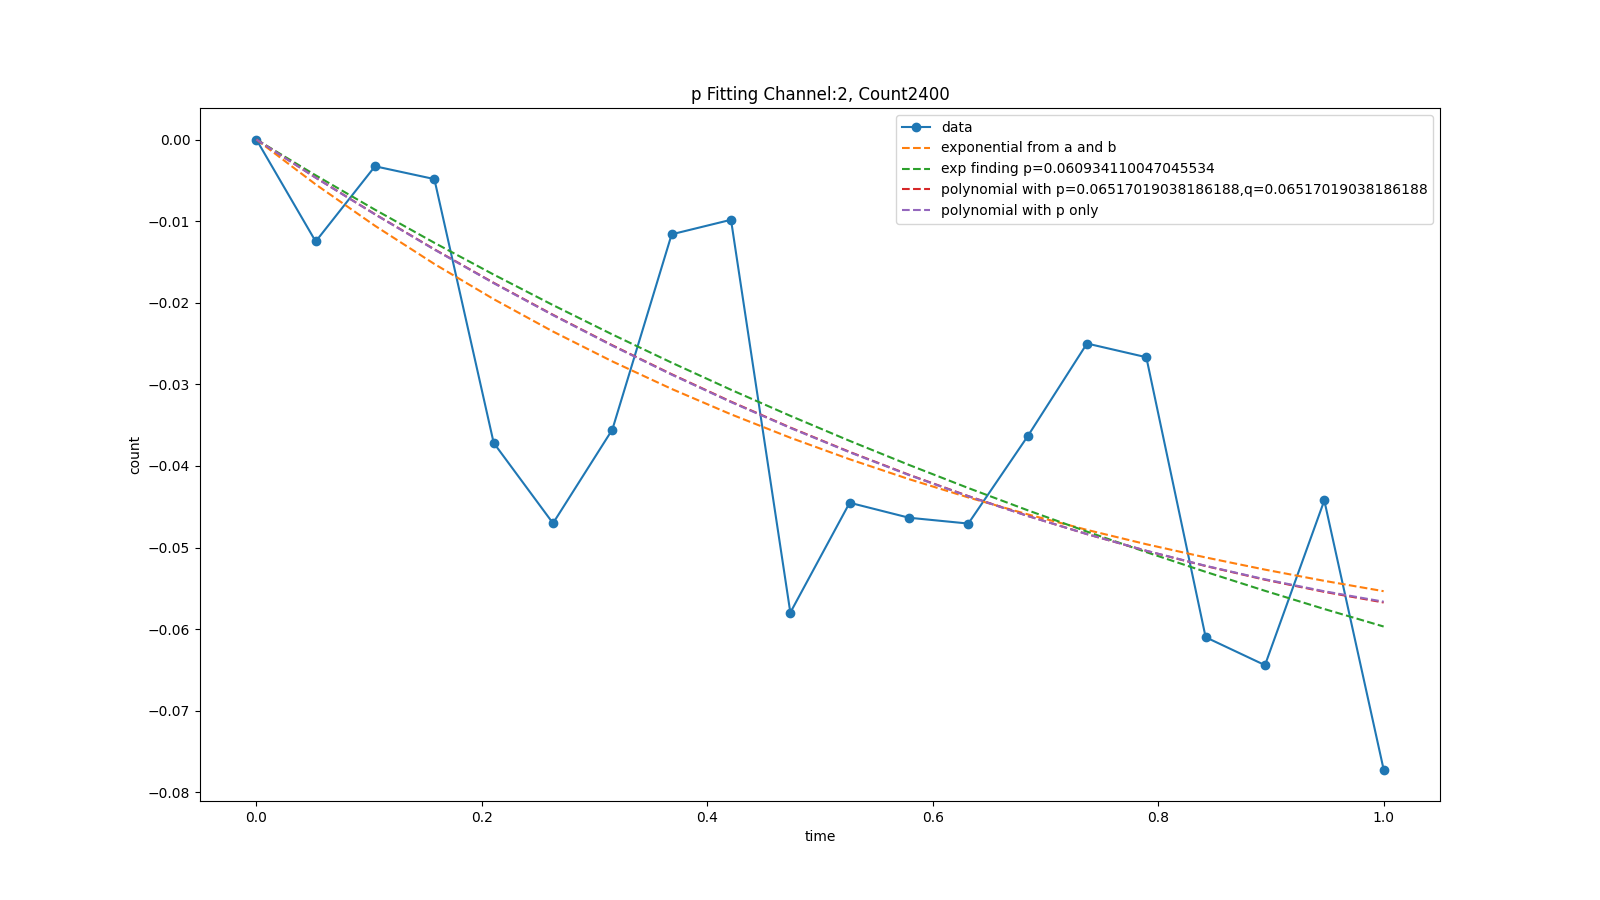 p Fitting Channel:2, Count2400
data
exponential from a and b
exp finding p=0.060934110047045534
polynomial with p=0.06517019038186188,q=0.06517019038186188
polynomial with p only
0.00
−0.01
−0.02
−0.03
−0.04
−0.05
−0.06
−0.07
−0.08
count
0.0 0.2 0.4 0.6 0.8 1.0
time